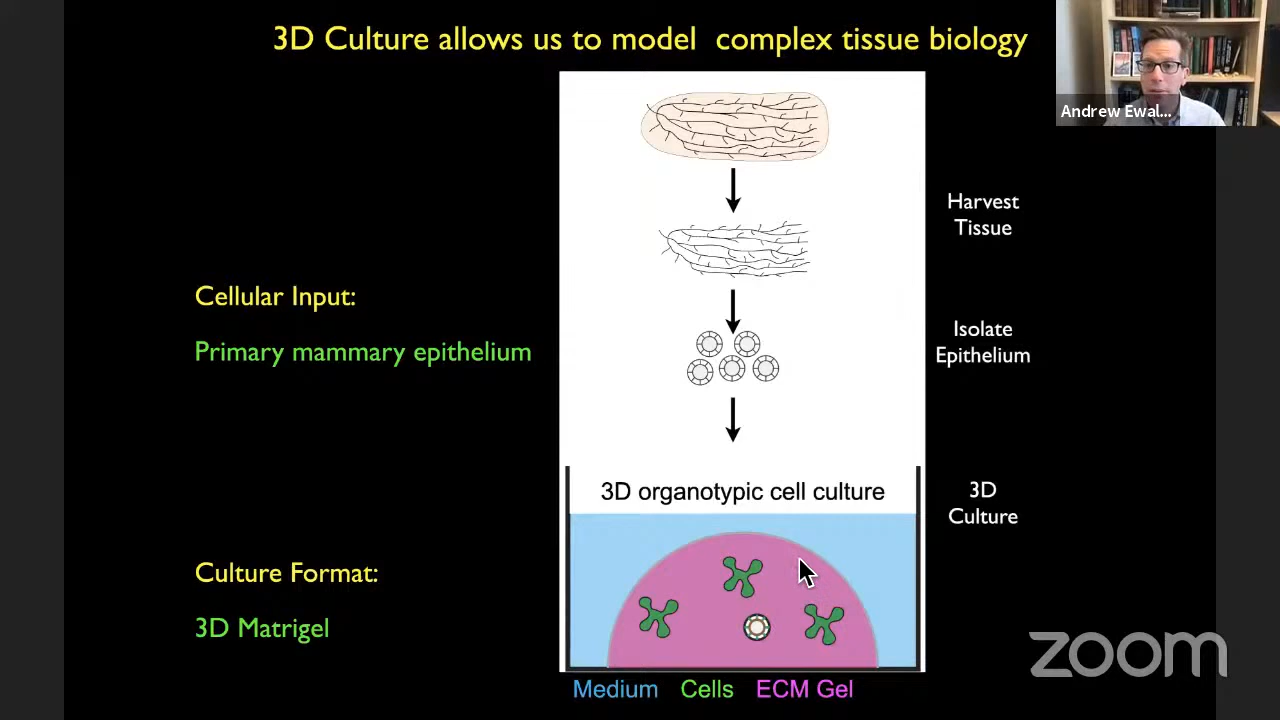 3D Culture allows us to model complex tissue biology
Andrew Ewal...
Harvest
Tissue
Cellular Input:
Primary mammary epithelium
Isolate
Epithelium
3D organotypic cell culture
3D
Culture
Culture Format:
3D Matrigel
Medium Cells ECM Gel
zoom